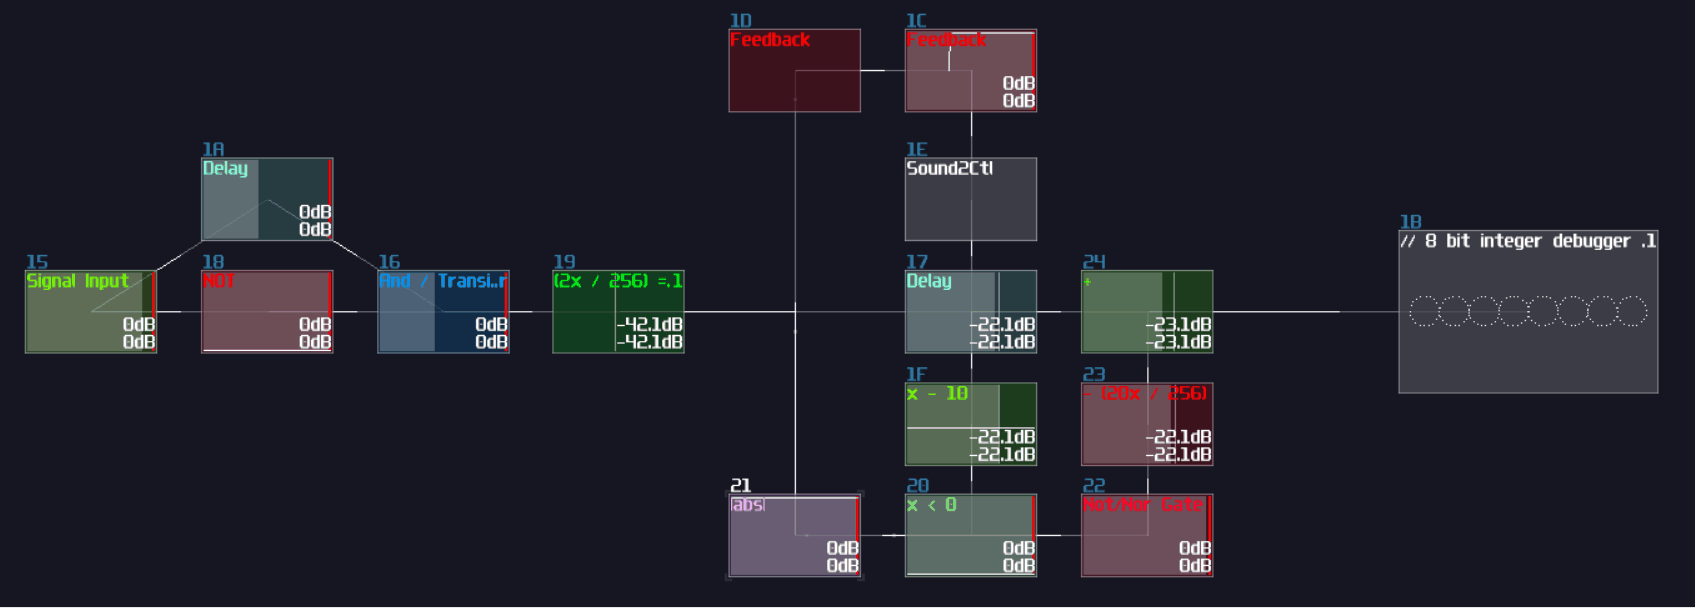 1D
Feedback
1C
Feedback
0dB
0dB
1A
Delay
0dB
0dB
1E
Sound2Ctl
1B
// 8 bit integer debugger .1
15
Signal Input
0dB
0dB
18
NOT
0dB
0dB
16
And / Transi..r
0dB
0dB
19
(2x / 256) =.1
-42.1dB
-42.1dB
17
Delay
-22.1dB
-22.1dB
24
+
-23.1dB
-23.1dB
1F
x - 10
-22.1dB
-22.1dB
23
- (20x / 256)
-22.1dB
-22.1dB
21
|abs|
0dB
0dB
20
x < 0
0dB
0dB
22
Not/Nor Gate
0dB
0dB